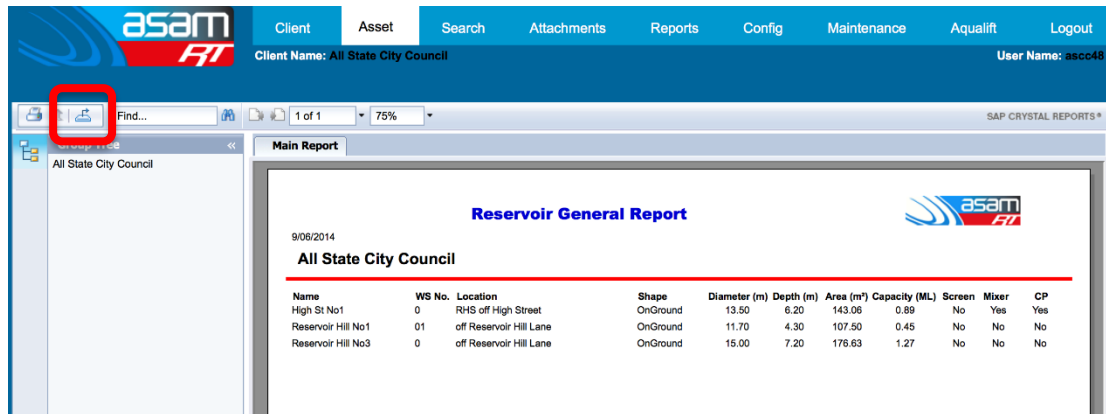 asam
RT
Client Asset Search Attachments Reports Config Maintenance Aqualift Logout
Client Name: All State City Council User Name: ascc48
Find... 1 of 1 75% SAP CRYSTAL REPORTS®
Group Tree «
All State City Council
Main Report
Reservoir General Report
asam
RT
9/06/2014
All State City Council
Name WS No. Location Shape Diameter (m) Depth (m) Area (m²) Capacity (ML) Screen Mixer CP
High St No1 0 RHS off High Street OnGround 13.50 6.20 143.06 0.89 No Yes Yes
Reservoir Hill No1 01 off Reservoir Hill Lane OnGround 11.70 4.30 107.50 0.45 No No No
Reservoir Hill No3 0 off Reservoir Hill Lane OnGround 15.00 7.20 176.63 1.27 No No No